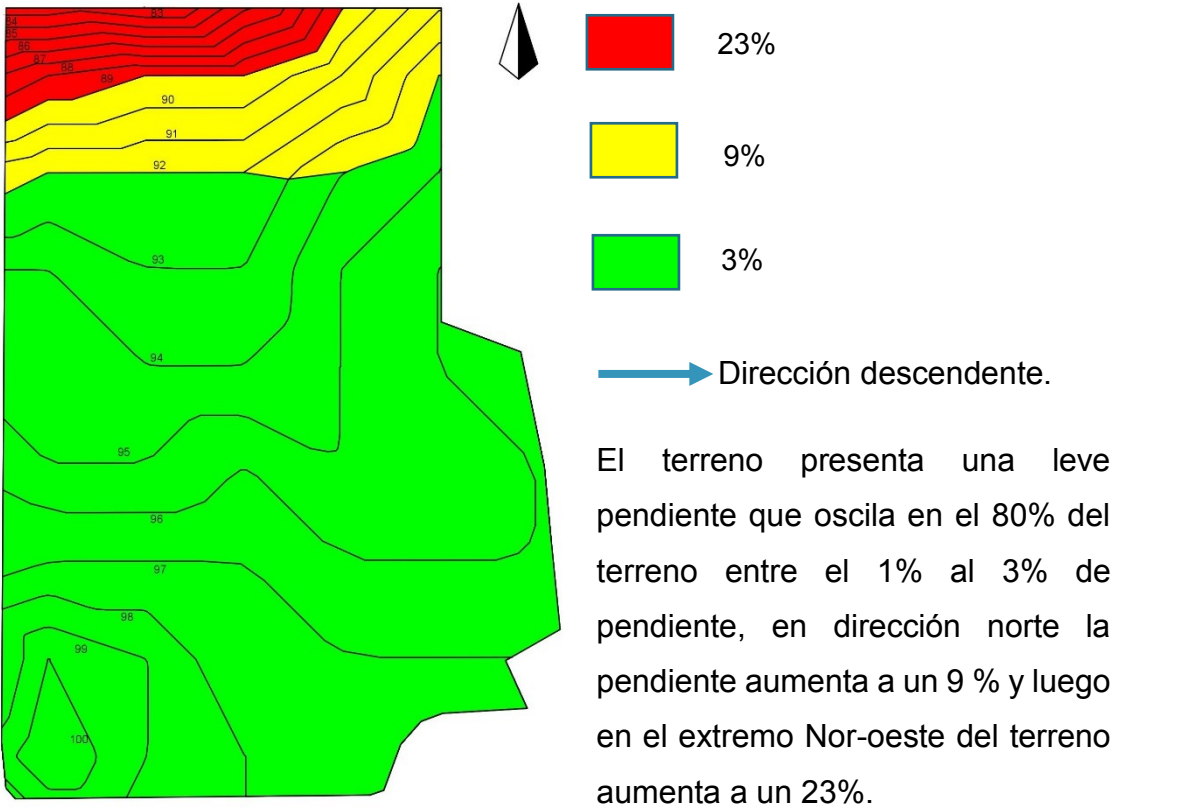 83
84
85
86
87
88
89
90
91
92
93
94
95
96
97
98
99
100
23%
9%
3%
Dirección descendente.
El terreno presenta una leve
pendiente que oscila en el 80% del
terreno entre el 1% al 3% de
pendiente, en dirección norte la
pendiente aumenta a un 9 % y luego
en el extremo Nor-oeste del terreno
aumenta a un 23%.